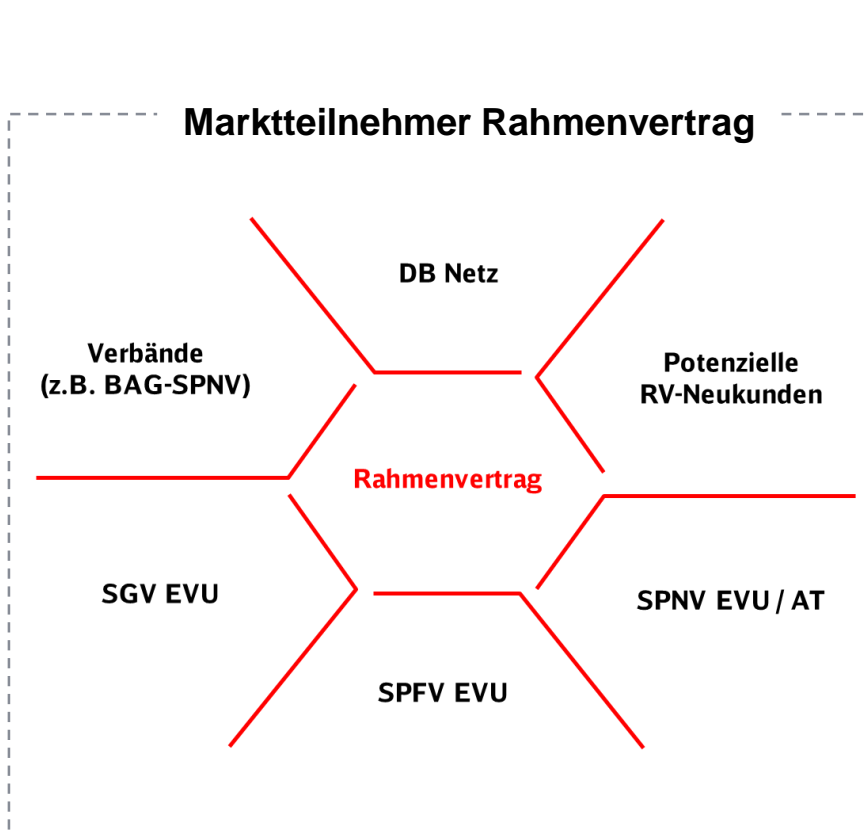 Marktteilnehmer Rahmenvertrag
DB Netz
Verbände
(z.B. BAG-SPNV)
Potenzielle
RV-Neukunden
Rahmenvertrag
SGV EVU
SPNV EVU / AT
SPFV EVU